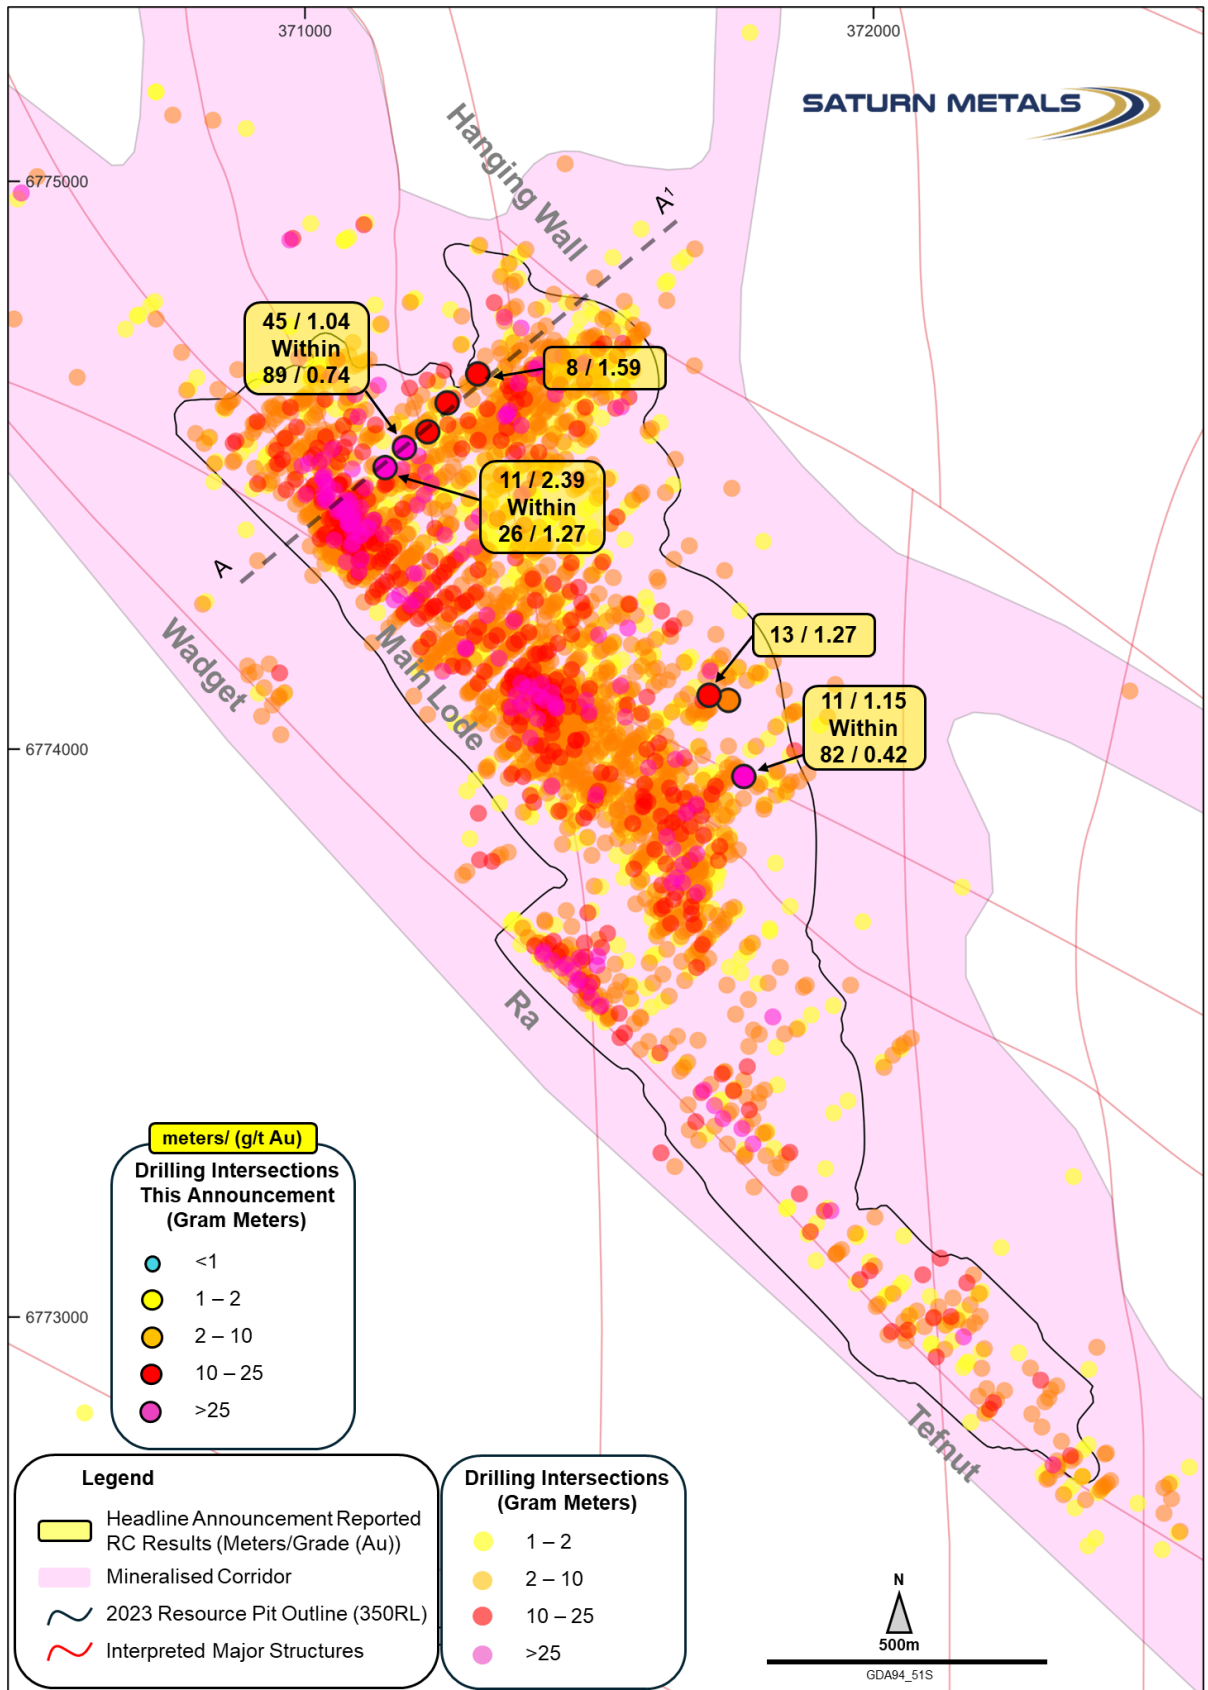 371000
372000
SATURN METALS
Hanging Wall
A¹
6775000
45 / 1.04
Within
89 / 0.74
8 / 1.59
11 / 2.39
Within
26 / 1.27
A
Wadget
Main Lode
13 / 1.27
11 / 1.15
Within
82 / 0.42
6774000
Ra
meters/ (g/t Au)
Drilling Intersections
This Announcement
(Gram Meters)
<1
1 – 2
2 – 10
10 – 25
>25
6773000
Tefnut
Legend
Headline Announcement Reported
RC Results (Meters/Grade (Au))
Mineralised Corridor
2023 Resource Pit Outline (350RL)
Interpreted Major Structures
Drilling Intersections
(Gram Meters)
1 – 2
2 – 10
10 – 25
>25
N
500m
GDA94_51S